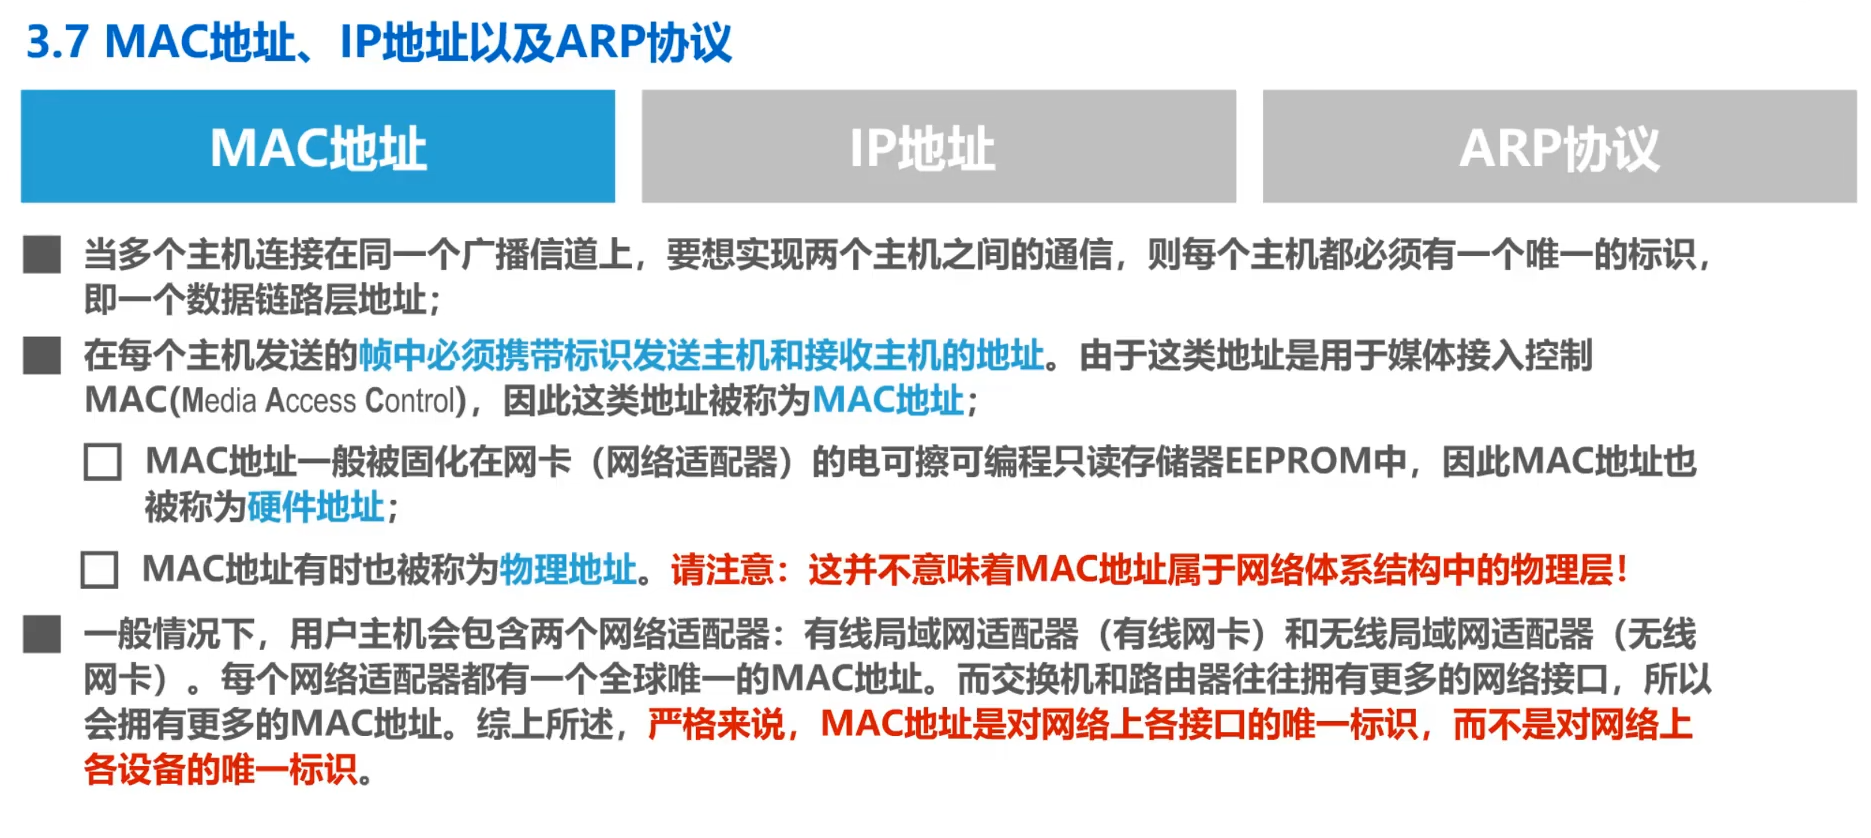 3.7 MAC地址、IP地址以及ARP协议
MAC地址
IP地址
ARP协议
当多个主机连接在同一个广播信道上，要想实现两个主机之间的通信，则每个主机都必须有一个唯一的标识，
即一个数据链路层地址；
在每个主机发送的帧中必须携带标识发送主机和接收主机的地址。由于这类地址是用于媒体接入控制
MAC(Media Access Control)，因此这类地址被称为MAC地址；
MAC地址一般被固化在网卡（网络适配器）的电可擦可编程只读存储器EEPROM中，因此MAC地址也
被称为硬件地址；
MAC地址有时也被称为物理地址。请注意：这并不意味着MAC地址属于网络体系结构中的物理层！
一般情况下，用户主机会包含两个网络适配器：有线局域网适配器（有线网卡）和无线局域网适配器（无线
网卡）。每个网络适配器都有一个全球唯一的MAC地址。而交换机和路由器往往拥有更多的网络接口，所以
会拥有更多的MAC地址。综上所述，严格来说，MAC地址是对网络上各接口的唯一标识，而不是对网络上
各设备的唯一标识。